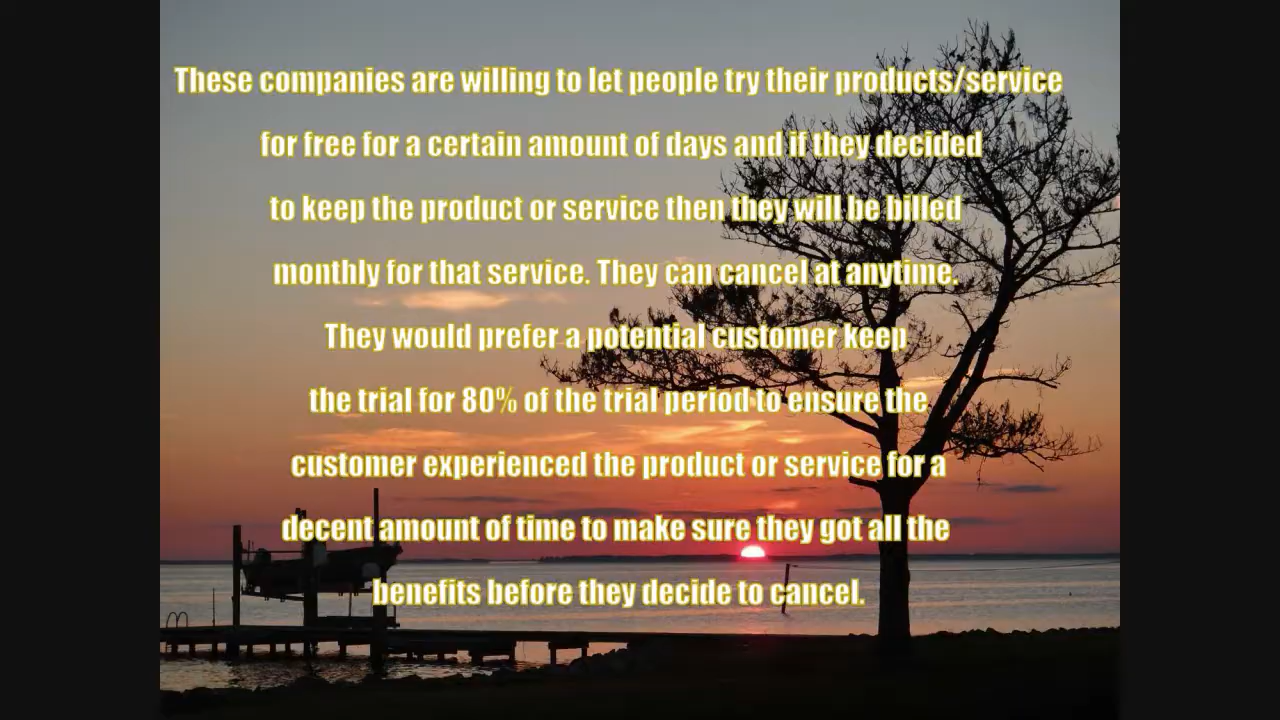 These companies are willing to let people try their products/service
for free for a certain amount of days and if they decided
to keep the product or service then they will be billed
monthly for that service. They can cancel at anytime.
They would prefer a potential customer keep
the trial for 80% of the trial period to ensure the
customer experienced the product or service for a
decent amount of time to make sure they got all the
benefits before they decide to cancel.